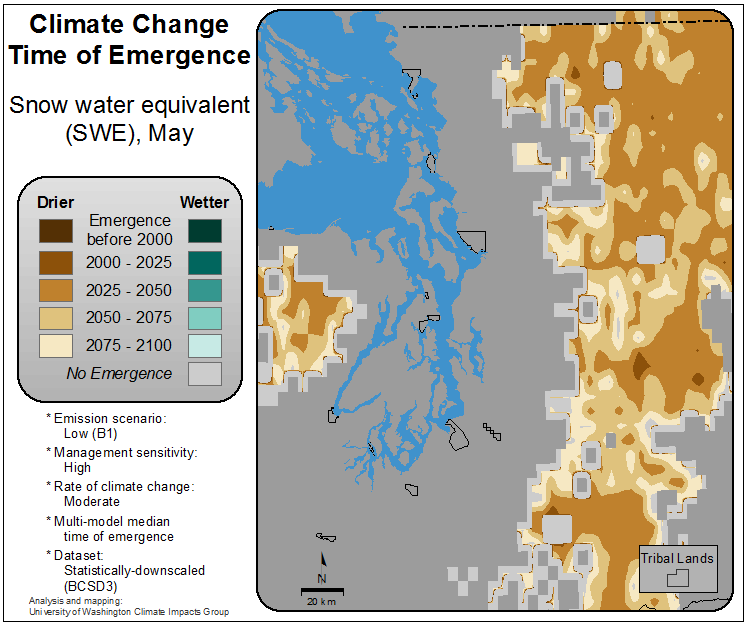 Climate Change
Time of Emergence
Snow water equivalent
(SWE), May
Drier
Wetter
Emergence
before 2000
2000 - 2025
2025 - 2050
2050 - 2075
2075 - 2100
No Emergence
* Emission scenario:
Low (B1)
* Management sensitivity:
High
* Rate of climate change:
Moderate
* Multi-model median
time of emergence
* Dataset:
Statistically-downscaled
(BCSD3)
Analysis and mapping:
University of Washington Climate Impacts Group
N
20 km
Tribal Lands